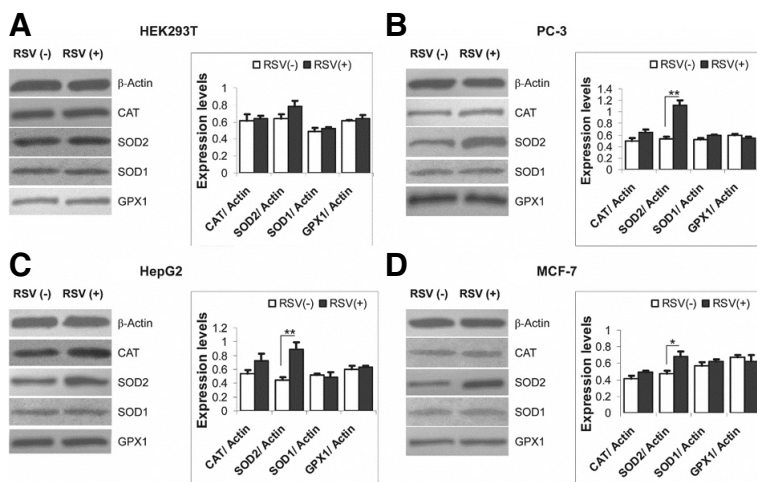 A
HEK293T
RSV (-) RSV (+)
β-Actin
CAT
SOD2
SOD1
GPX1
RSV(-) RSV(+)
Expression levels
1
0.8
0.6
0.4
0.2
0
CAT/ Actin
SOD2/ Actin
SOD1/ Actin
GPX1/ Actin
B
PC-3
RSV (-) RSV (+)
β-Actin
CAT
SOD2
SOD1
GPX1
RSV(-) RSV(+)
Expression levels
1.4
1.2
1
0.8
0.6
0.4
0.2
0
**
CAT/ Actin
SOD2/ Actin
SOD1/ Actin
GPX1/ Actin
C
HepG2
RSV (-) RSV (+)
β-Actin
CAT
SOD2
SOD1
GPX1
RSV(-) RSV(+)
Expression levels
1.2
1
0.8
0.6
0.4
0.2
0
**
CAT/ Actin
SOD2/ Actin
SOD1/ Actin
GPX1/ Actin
D
MCF-7
RSV (-) RSV (+)
β-Actin
CAT
SOD2
SOD1
GPX1
RSV(-) RSV(+)
Expression levels
1
0.8
0.6
0.4
0.2
0
*
CAT/ Actin
SOD2/ Actin
SOD1/ Actin
GPX1/ Actin